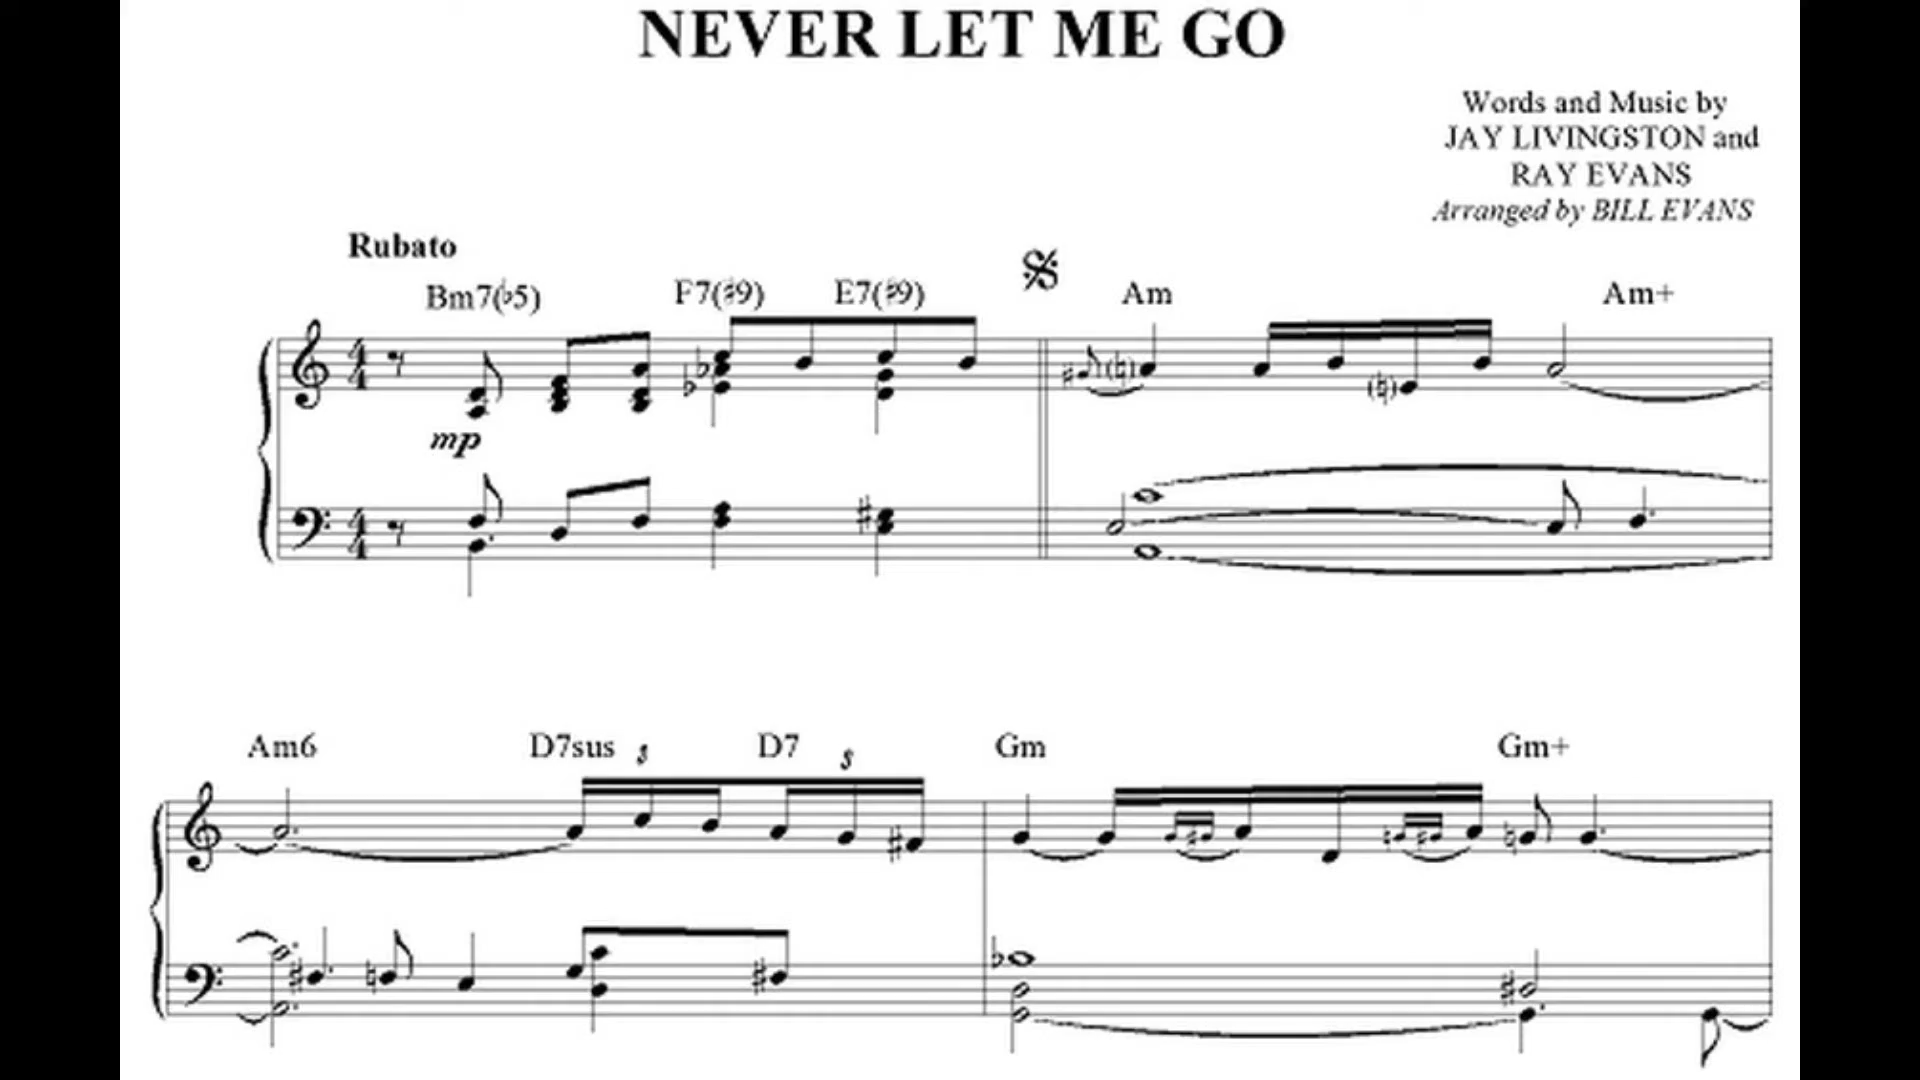 NEVER LET ME GO
Words and Music by
JAY LIVINGSTON and
RAY EVANS
Arranged by BILL EVANS
Rubato
Bm7(♭5) F7(♯9) E7(♯9) Am Am+
mp
Am6 D7sus 3 D7 3 Gm Gm+